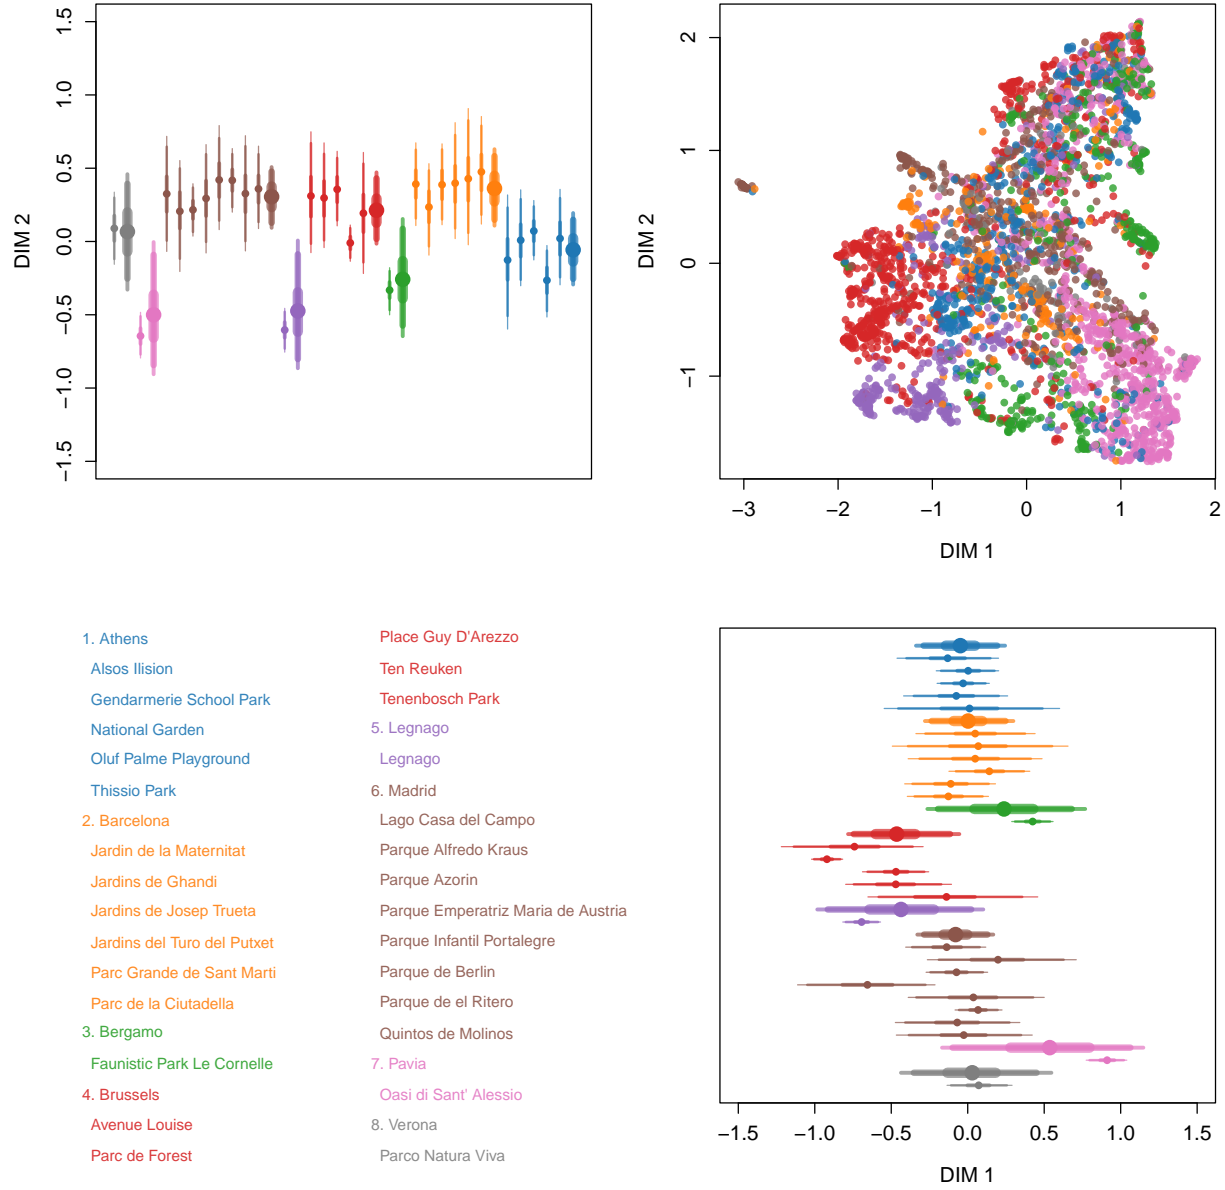 1.5
1.0
0.5
0.0
−0.5
−1.0
−1.5
DIM 2
2
1
0
−1
DIM 2
−3
−2
−1
0
1
2
DIM 1
1. Athens
Alsos Ilision
Gendarmerie School Park
National Garden
Oluf Palme Playground
Thissio Park
2. Barcelona
Jardin de la Maternitat
Jardins de Ghandi
Jardins de Josep Trueta
Jardins del Turo del Putxet
Parc Grande de Sant Marti
Parc de la Ciutadella
3. Bergamo
Faunistic Park Le Cornelle
4. Brussels
Avenue Louise
Parc de Forest
Place Guy D'Arezzo
Ten Reuken
Tenenbosch Park
5. Legnago
Legnago
6. Madrid
Lago Casa del Campo
Parque Alfredo Kraus
Parque Azorin
Parque Emperatriz Maria de Austria
Parque Infantil Portalegre
Parque de Berlin
Parque de el Ritero
Quintos de Molinos
7. Pavia
Oasi di Sant' Alessio
8. Verona
Parco Natura Viva
−1.5
−1.0
−0.5
0.0
0.5
1.0
1.5
DIM 1